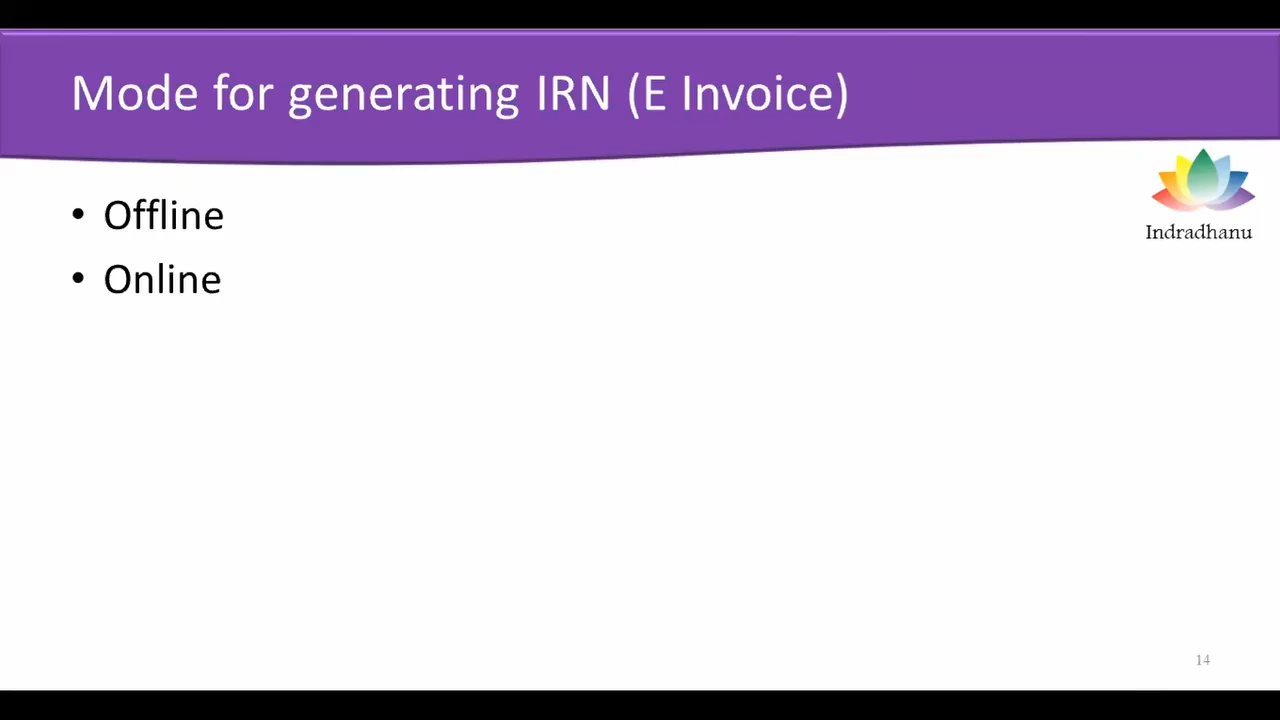 Mode for generating IRN (E Invoice)
• Offline
• Online
Indradhanu
14